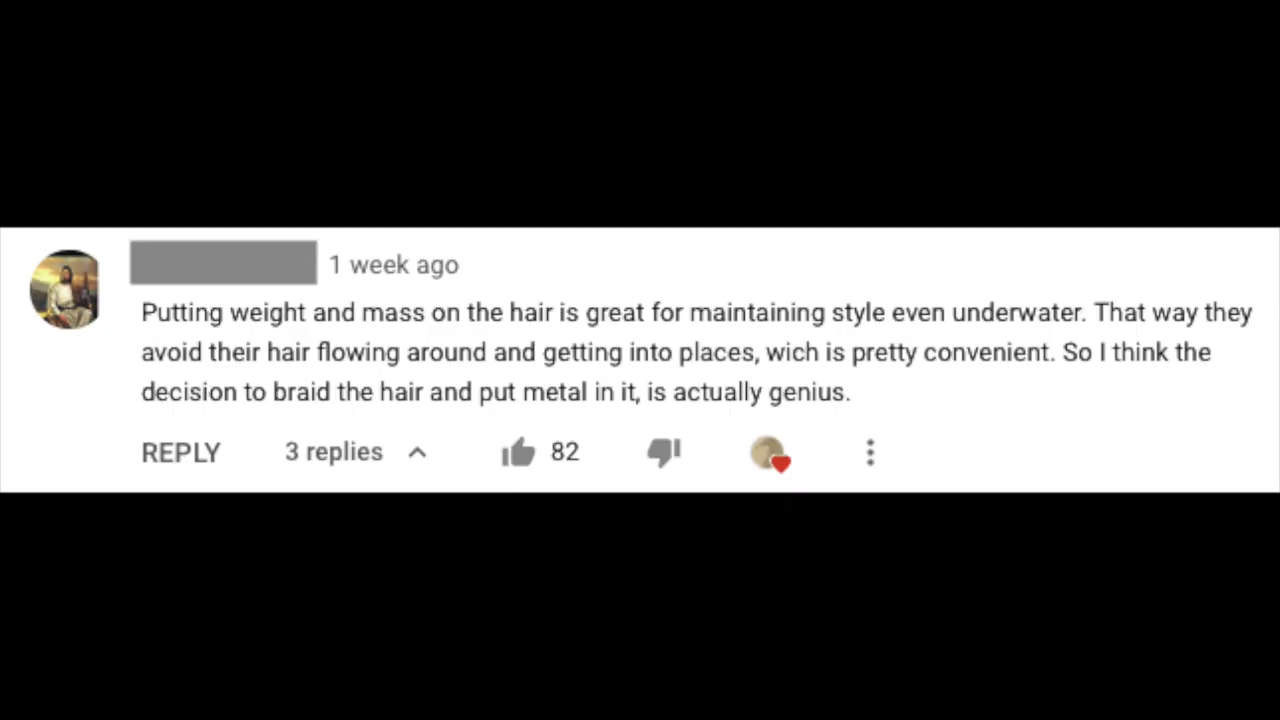 1 week ago
Putting weight and mass on the hair is great for maintaining style even underwater. That way they
avoid their hair flowing around and getting into places, wich is pretty convenient. So I think the
decision to braid the hair and put metal in it, is actually genius.
REPLY 3 replies 82